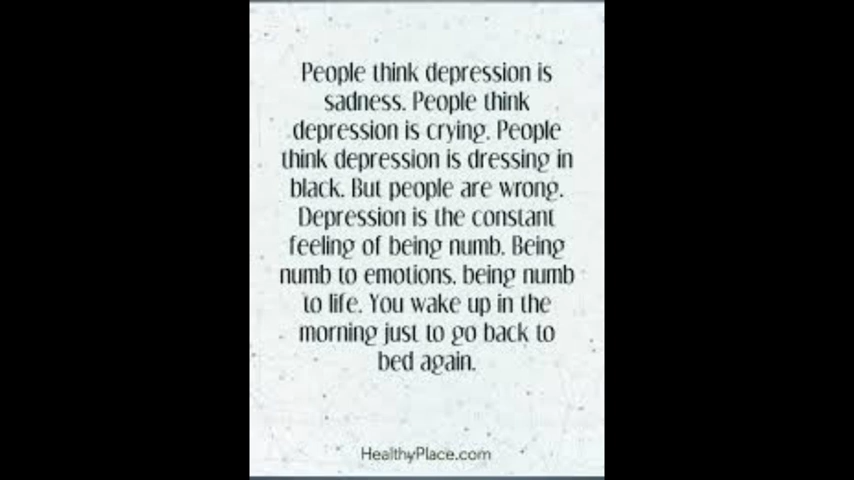 People think depression is
sadness. People think
depression is crying. People
think depression is dressing in
black. But people are wrong.
Depression is the constant
feeling of being numb. Being
numb to emotions, being numb
to life. You wake up in the
morning just to go back to
bed again.
HealthyPlace.com